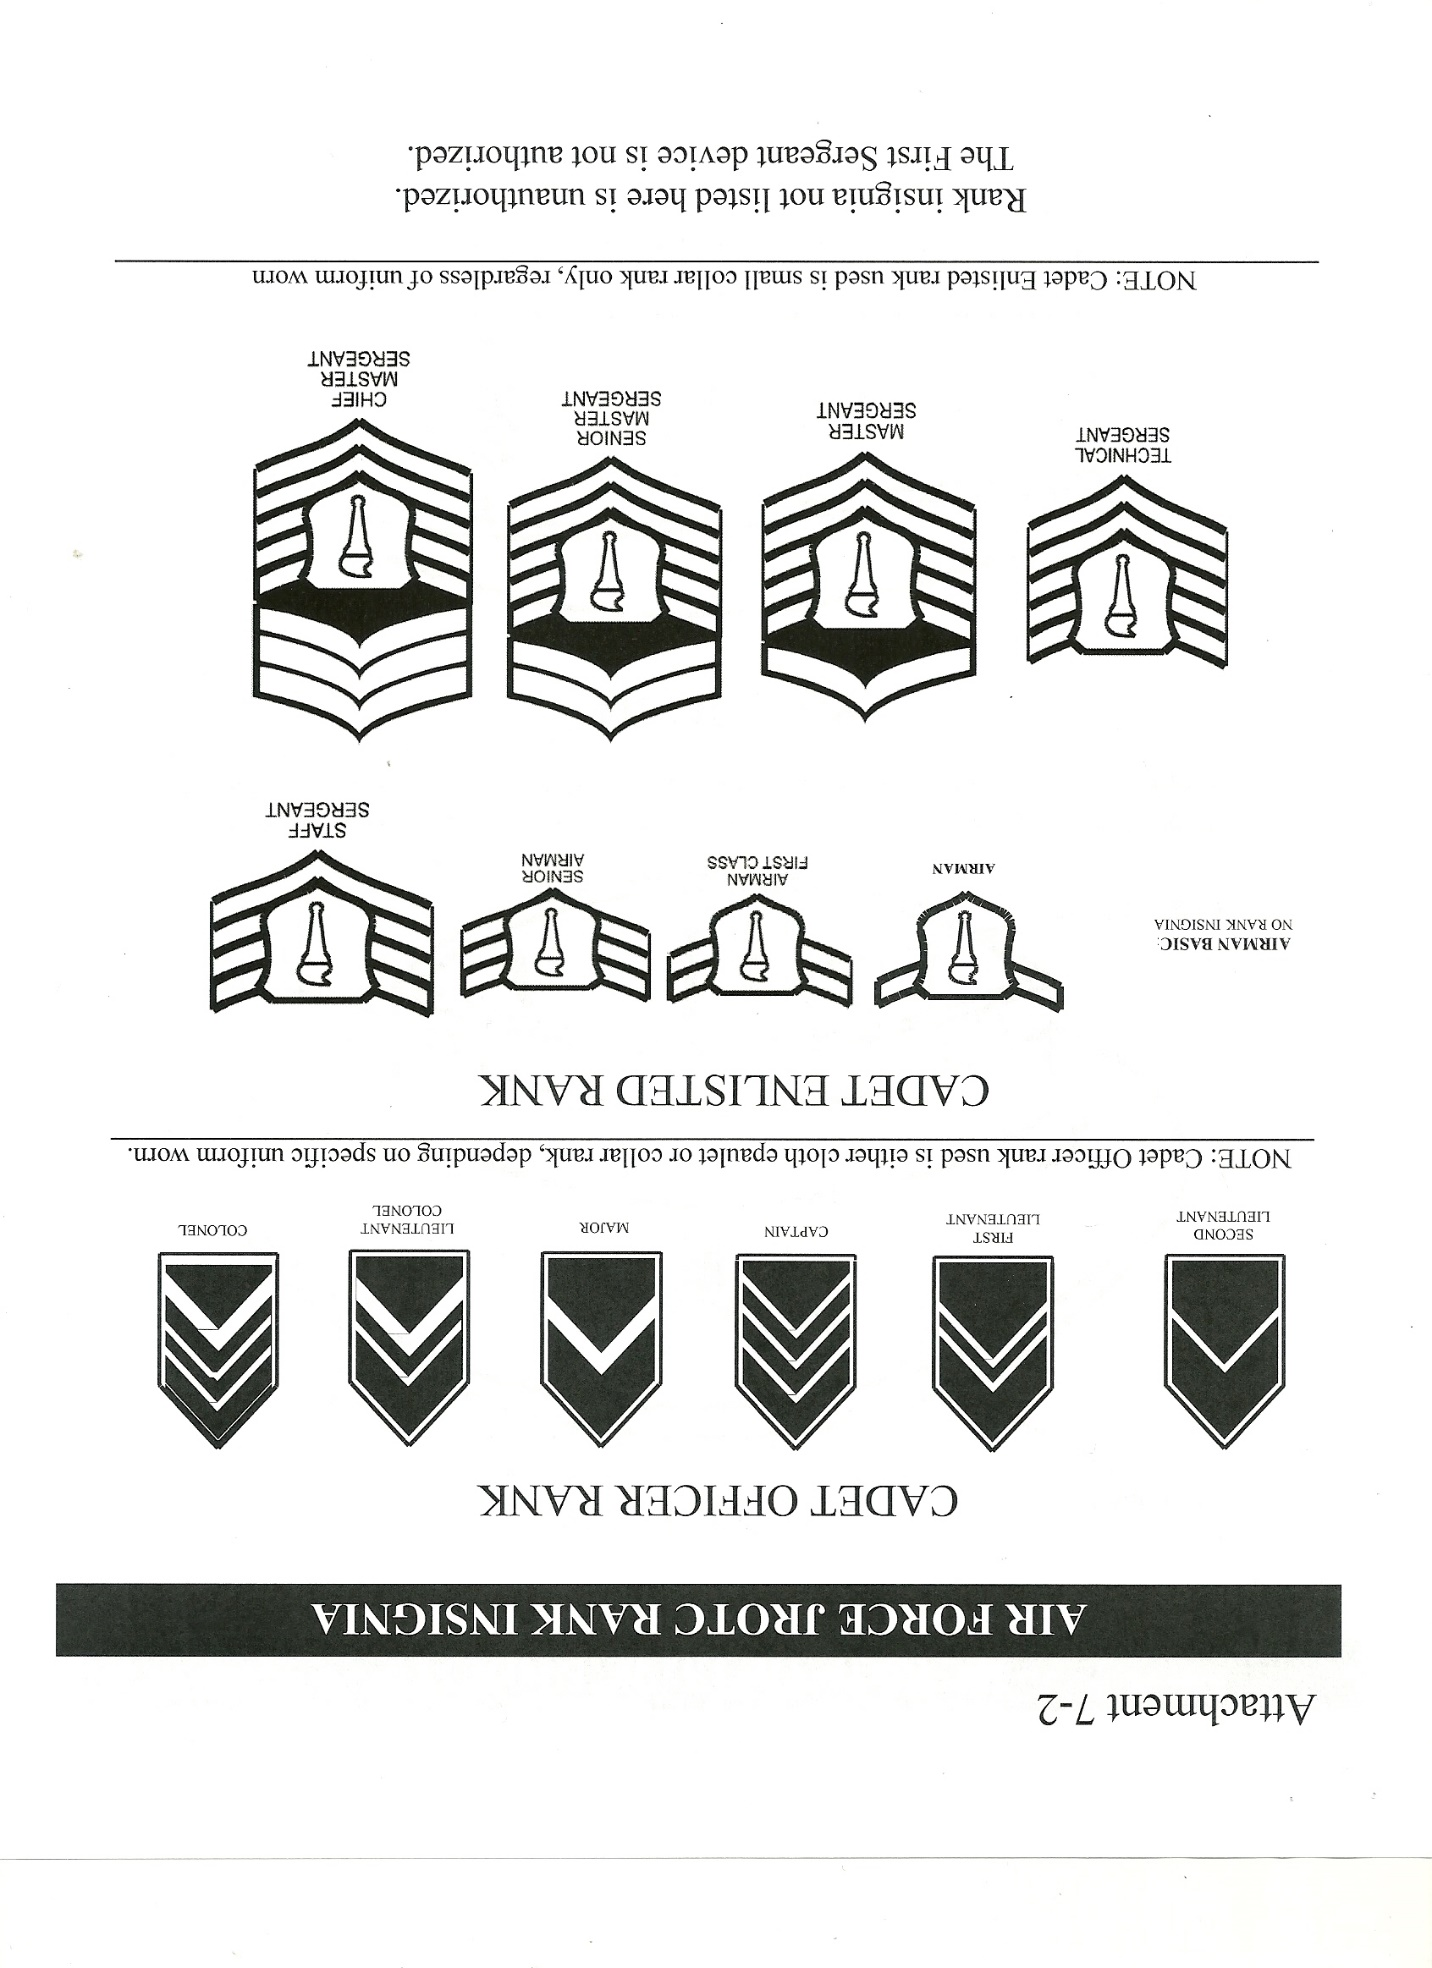 Attachment 7-2
AIR FORCE JROTC RANK INSIGNIA
CADET OFFICER RANK
SECOND
LIEUTENANT
FIRST
LIEUTENANT
CAPTAIN
MAJOR
LIEUTENANT
COLONEL
COLONEL
NOTE: Cadet Officer rank used is either cloth epaulet or collar rank, depending on specific uniform worn.
CADET ENLISTED RANK
AIRMAN BASIC:
NO RANK INSIGNIA
AIRMAN
AIRMAN
FIRST CLASS
SENIOR
AIRMAN
STAFF
SERGEANT
TECHNICAL
SERGEANT
MASTER
SERGEANT
SENIOR
MASTER
SERGEANT
CHIEF
MASTER
SERGEANT
NOTE: Cadet Enlisted rank used is small collar rank only, regardless of uniform worn
Rank insignia not listed here is unauthorized.
The First Sergeant device is not authorized.